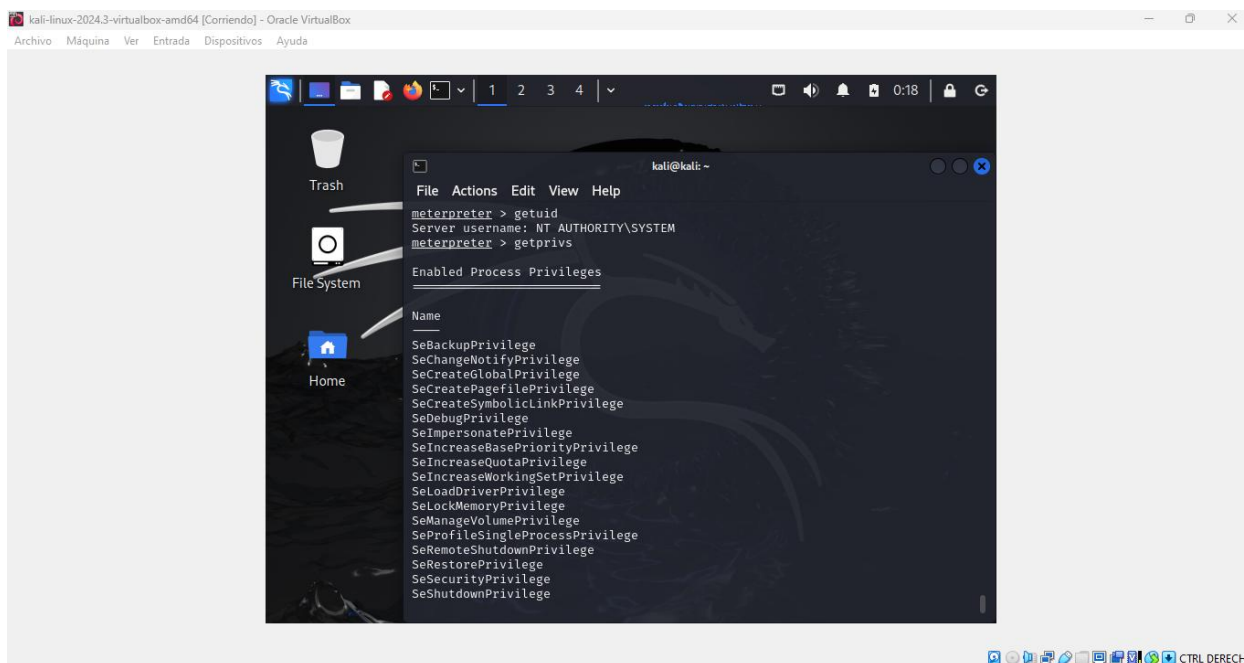 kali-linux-2024.3-virtualbox-amd64 [Corriendo] - Oracle VirtualBox
Archivo Máquina Ver Entrada Dispositivos Ayuda
1 2 3 4 0:18
kali@kali: ~
Trash
File Actions Edit View Help
meterpreter > getuid
Server username: NT AUTHORITY\SYSTEM
meterpreter > getprivs
Enabled Process Privileges
File System
Name
SeBackupPrivilege
SeChangeNotifyPrivilege
Home
SeCreateGlobalPrivilege
SeCreatePagefilePrivilege
SeCreateSymbolicLinkPrivilege
SeDebugPrivilege
SeImpersonatePrivilege
SeIncreaseBasePriorityPrivilege
SeIncreaseQuotaPrivilege
SeIncreaseWorkingSetPrivilege
SeLoadDriverPrivilege
SeLockMemoryPrivilege
SeManageVolumePrivilege
SeProfileSingleProcessPrivilege
SeRemoteShutdownPrivilege
SeRestorePrivilege
SeSecurityPrivilege
SeShutdownPrivilege
CTRL DERECH